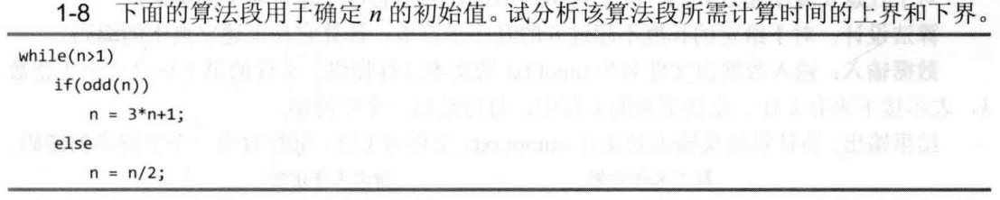 1-8 下面的算法段用于确定 n 的初始值。试分析该算法段所需计算时间的上界和下界。
while(n>1)
if(odd(n))
n = 3*n+1;
else
n = n/2;